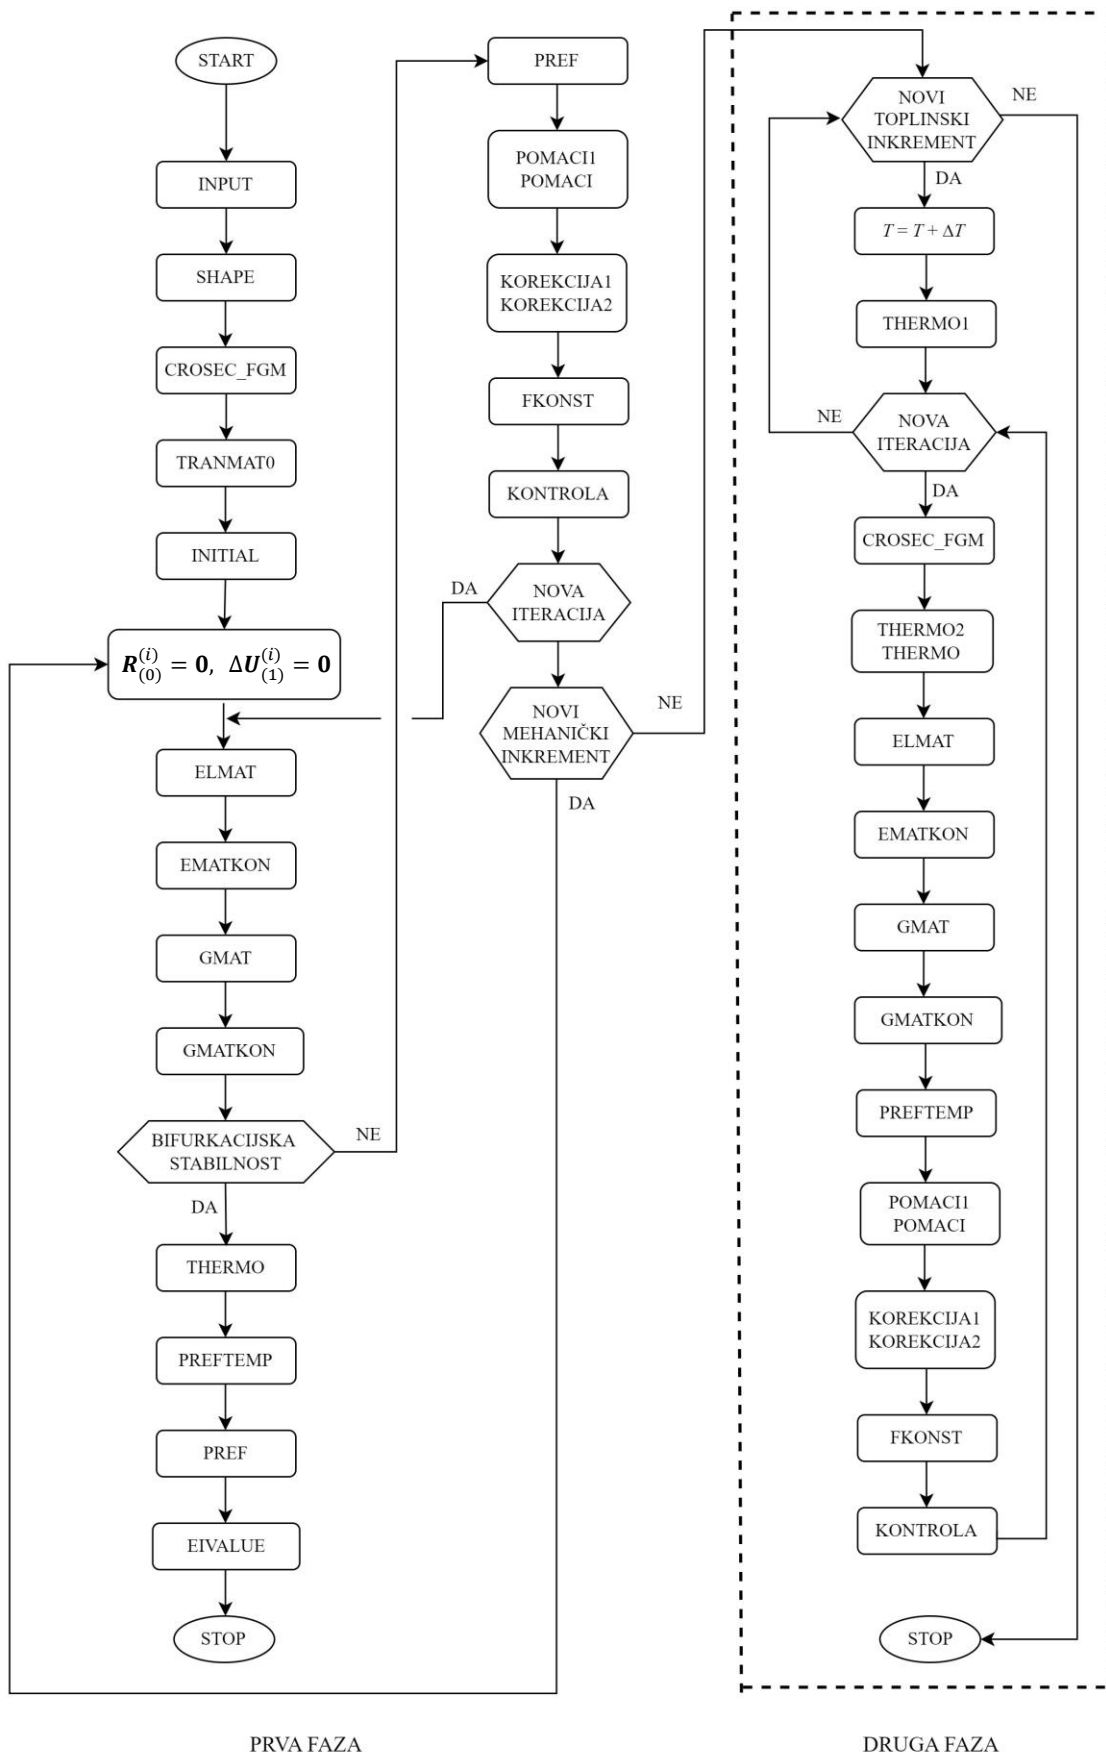 START
INPUT
SHAPE
CROSEC_FGM
TRANMAT0
INITIAL
R(0)(i) = 0, ΔU(1)(i) = 0
ELMAT
EMATKON
GMAT
GMATKON
BIFURKACIJSKA
STABILNOST
NE
DA
THERMO
PREFTEMP
PREF
EIVALUE
STOP
PREF
POMACI1
POMACI
KOREKCIJA1
KOREKCIJA2
FKONST
KONTROLA
DA
NOVA
ITERACIJA
NOVI
MEHANIČKI
INKREMENT
NE
DA
NOVI
TOPLINSKI
INKREMENT
NE
DA
T = T + ΔT
THERMO1
NE
NOVA
ITERACIJA
DA
CROSEC_FGM
THERMO2
THERMO
ELMAT
EMATKON
GMAT
GMATKON
PREFTEMP
POMACI1
POMACI
KOREKCIJA1
KOREKCIJA2
FKONST
KONTROLA
STOP
PRVA FAZA
DRUGA FAZA